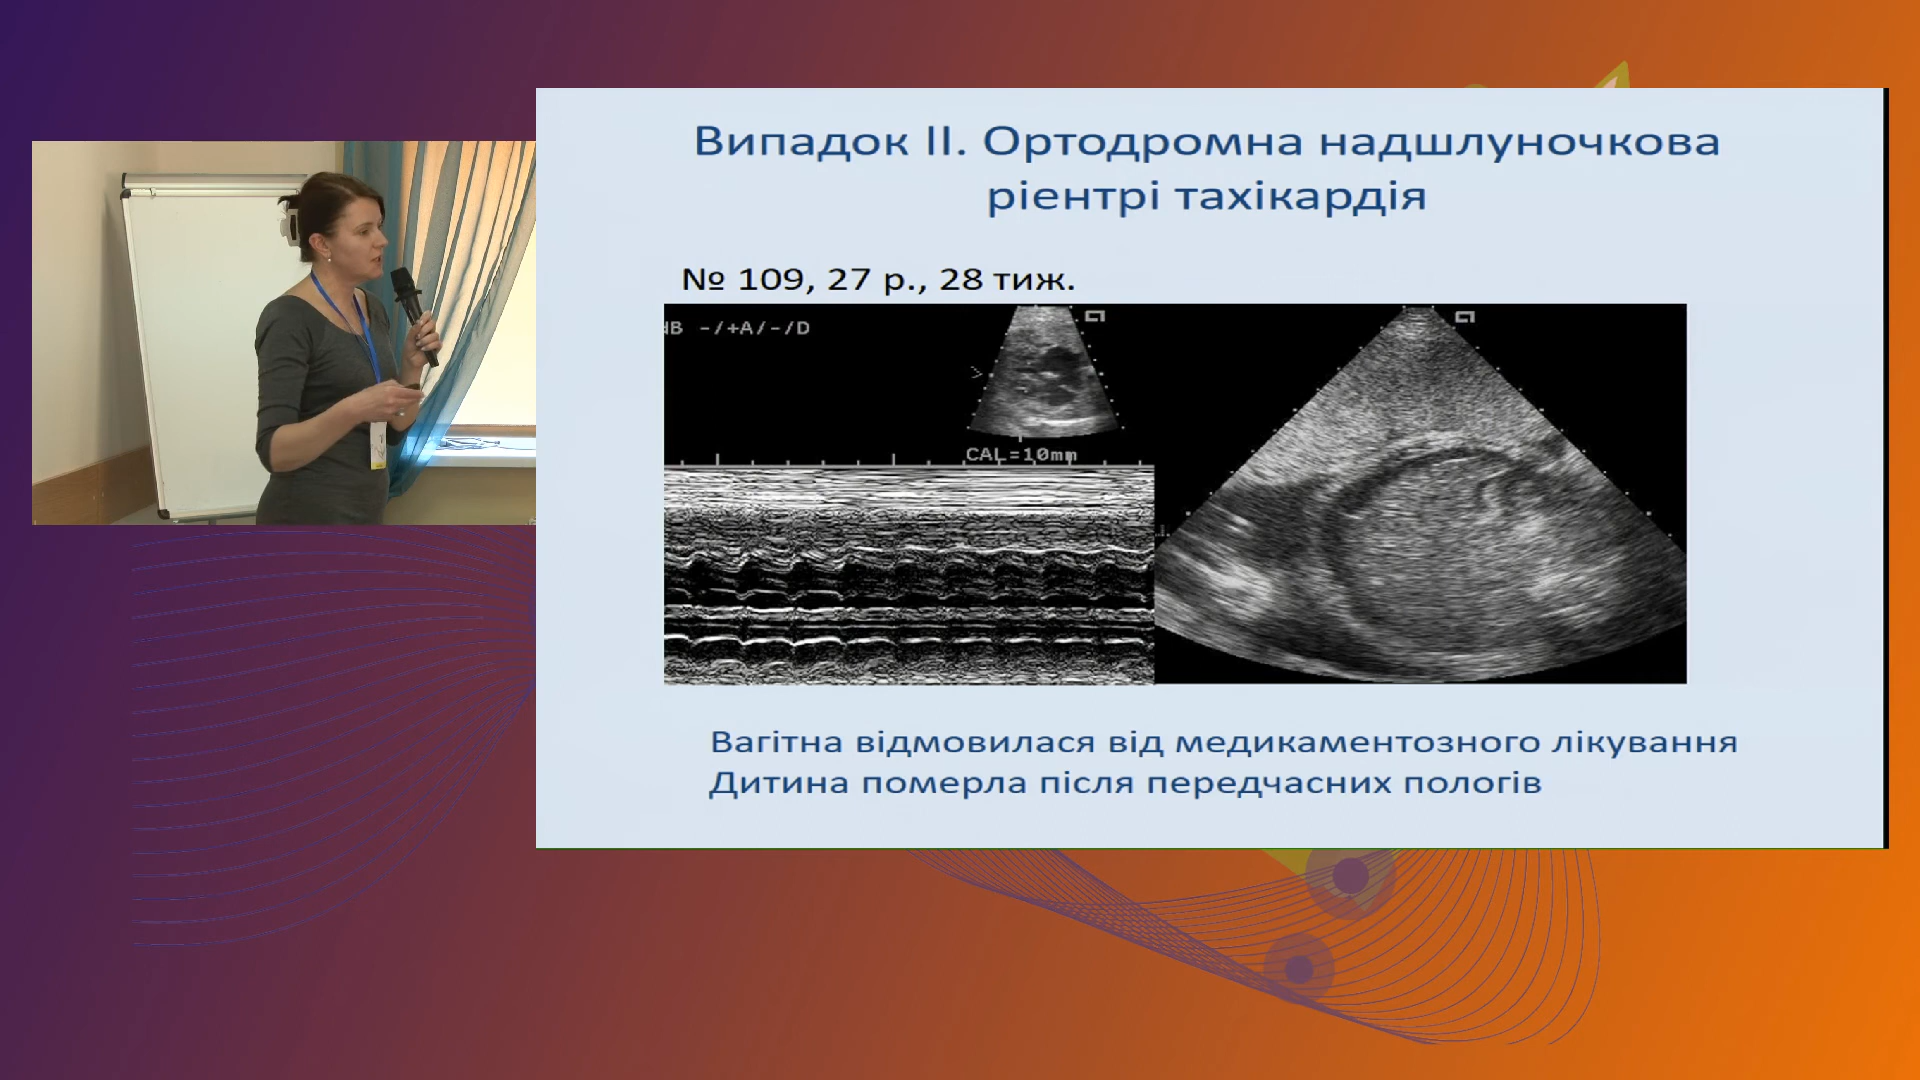 Випадок II. Ортодромна надшлуночкова
ріентрі тахікардія
№ 109, 27 р., 28 тиж.
dB -/+A/-/D
CAL=10mm
Вагітна відмовилася від медикаментозного лікування
Дитина померла після передчасних пологів